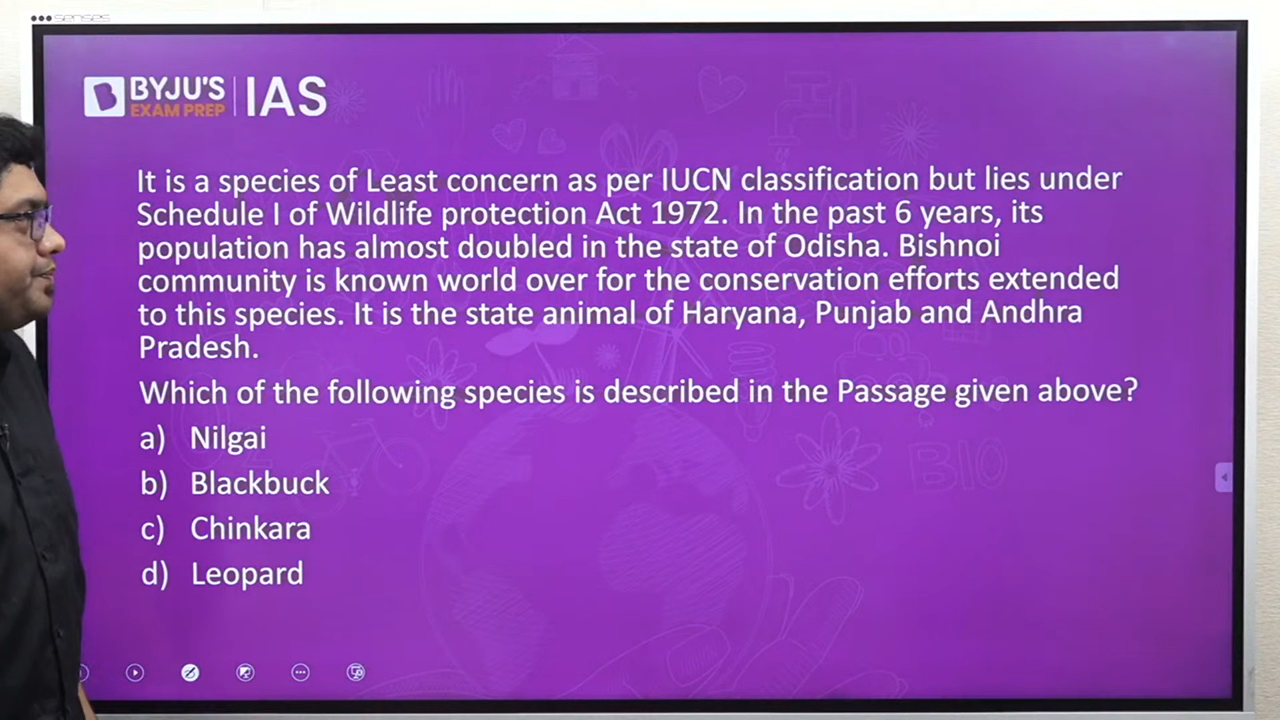 senses
BYJU'S
EXAM PREP
IAS
It is a species of Least concern as per IUCN classification but lies under
Schedule I of Wildlife protection Act 1972. In the past 6 years, its
population has almost doubled in the state of Odisha. Bishnoi
community is known world over for the conservation efforts extended
to this species. It is the state animal of Haryana, Punjab and Andhra
Pradesh.
Which of the following species is described in the Passage given above?
a) Nilgai
b) Blackbuck
c) Chinkara
d) Leopard
BIO